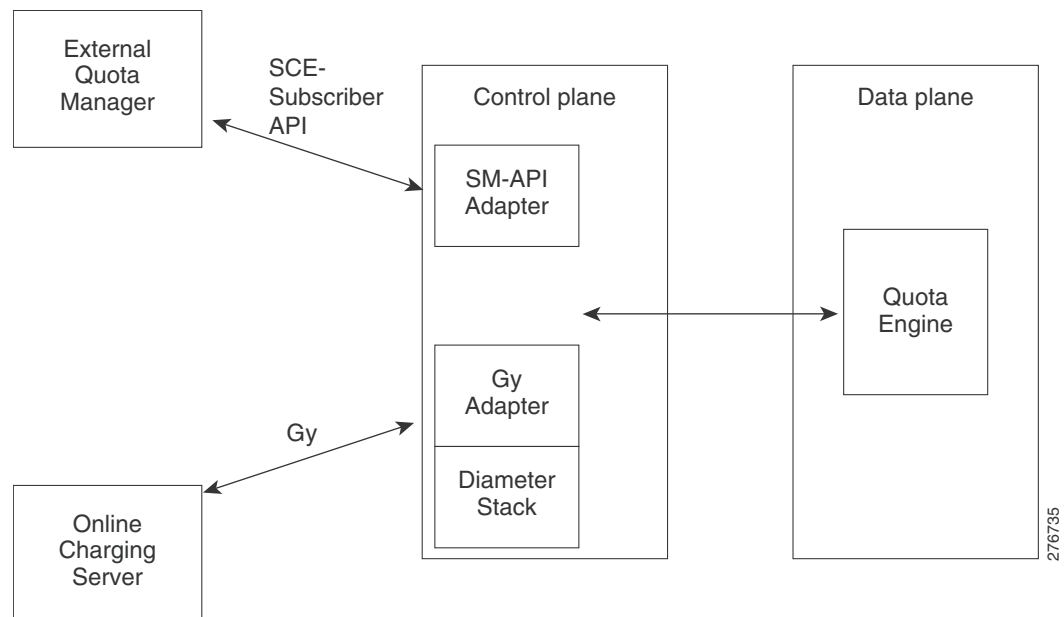 External
Quota
Manager
SCE-
Subscriber
API
Control plane
Data plane
SM-API
Adapter
Quota
Engine
Gy
Adapter
Gy
Diameter
Stack
Online
Charging
Server
276735